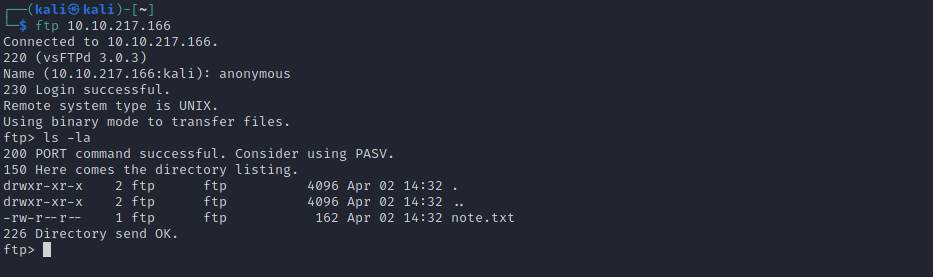 ┌──(kali㉿kali)-[~]
└─$ ftp 10.10.217.166
Connected to 10.10.217.166.
220 (vsFTPd 3.0.3)
Name (10.10.217.166:kali): anonymous
230 Login successful.
Remote system type is UNIX.
Using binary mode to transfer files.
ftp> ls -la
200 PORT command successful. Consider using PASV.
150 Here comes the directory listing.
drwxr-xr-x    2 ftp      ftp          4096 Apr 02 14:32 .
drwxr-xr-x    2 ftp      ftp          4096 Apr 02 14:32 ..
-rw-r--r--    1 ftp      ftp           162 Apr 02 14:32 note.txt
226 Directory send OK.
ftp>